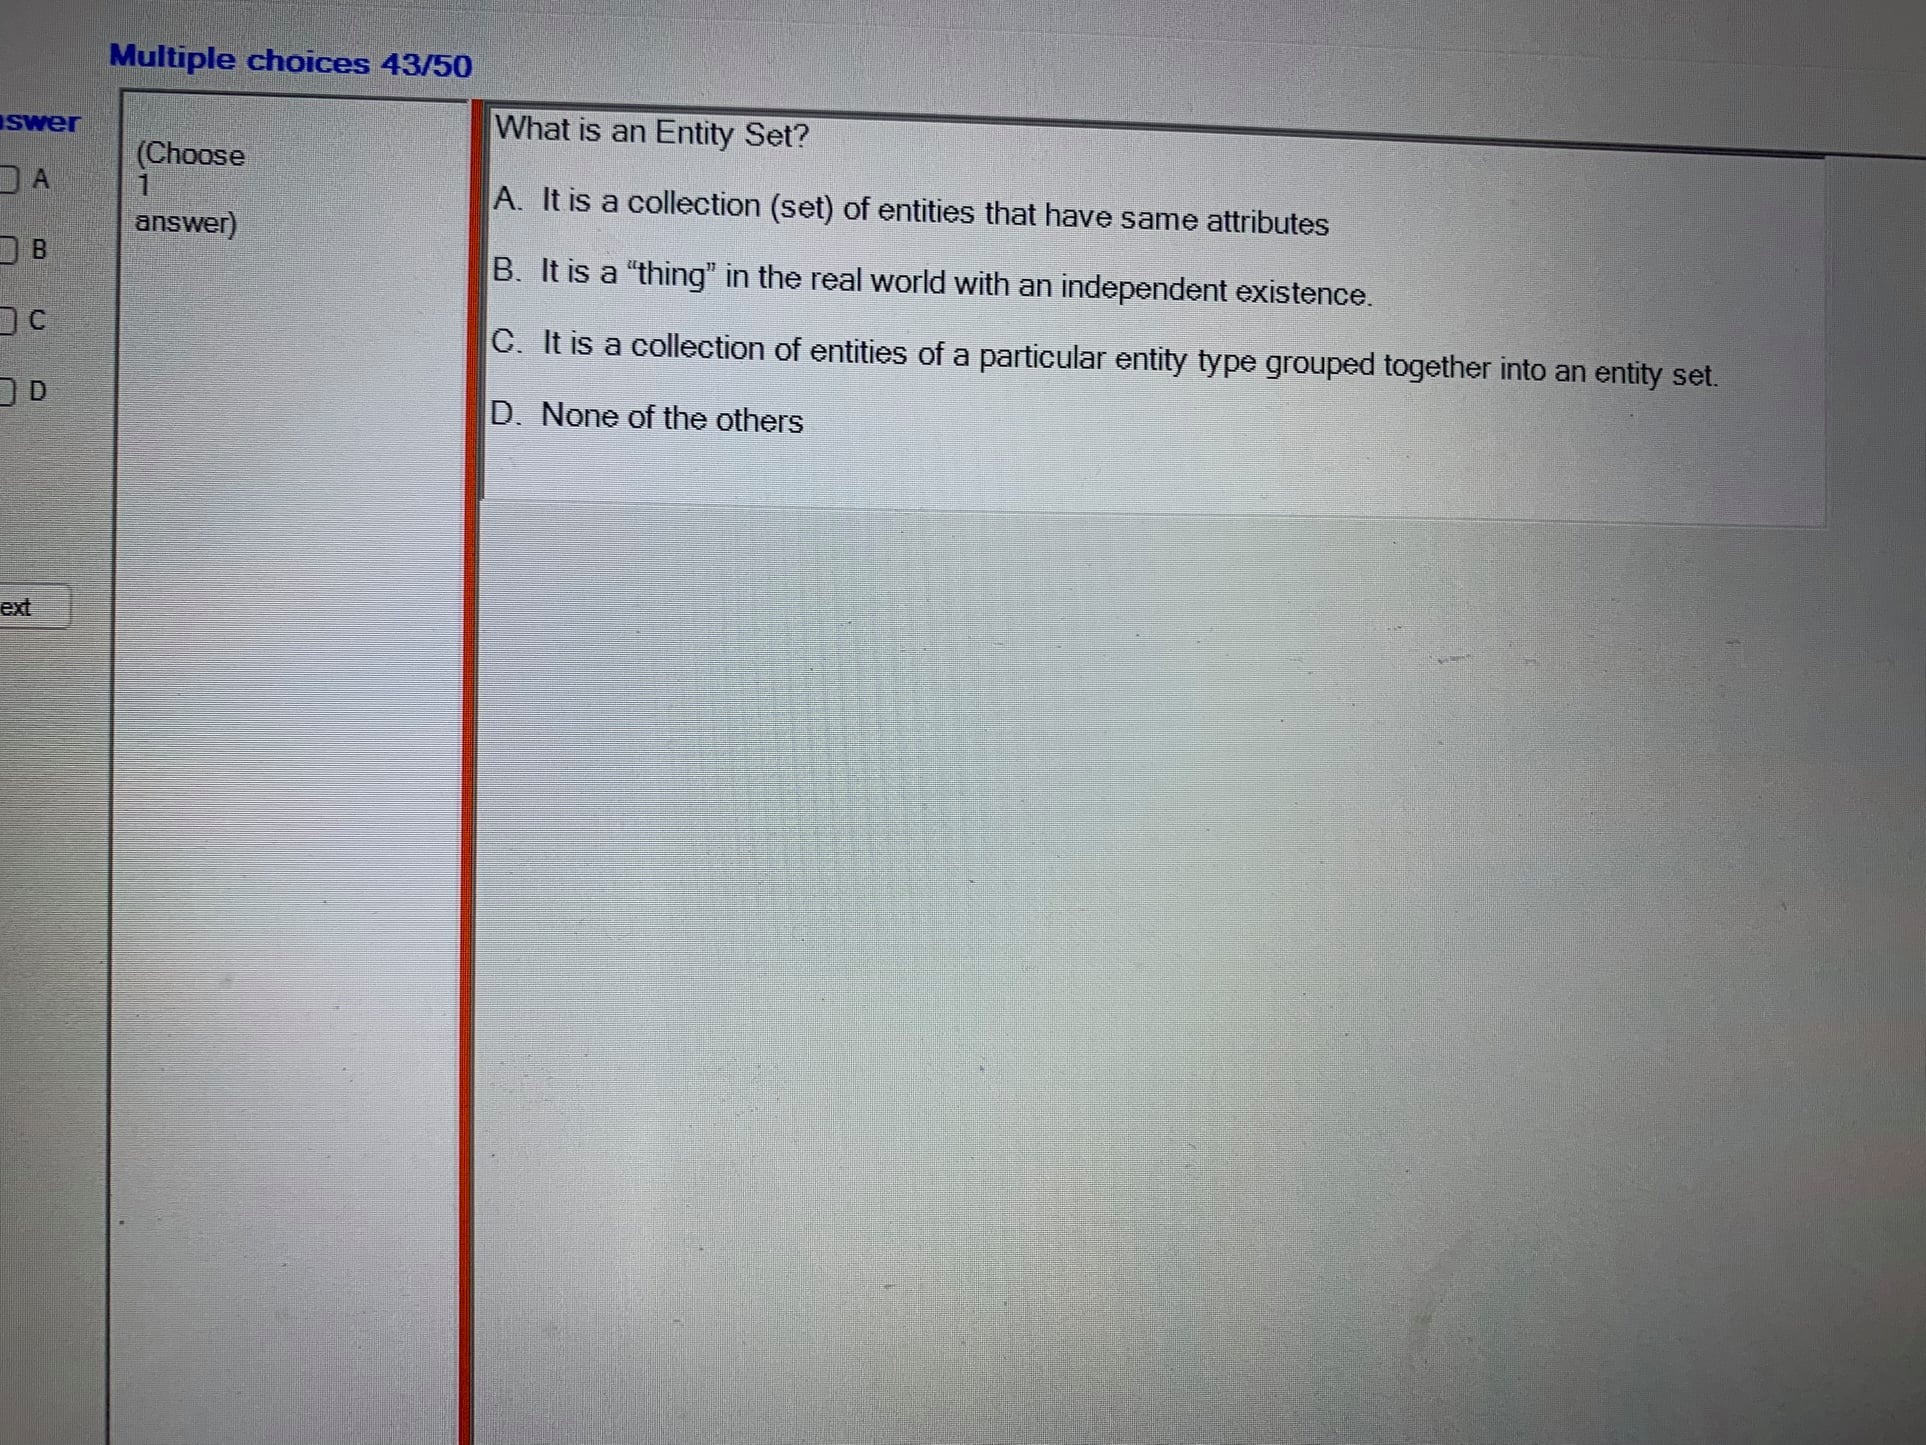 Multiple choices 43/50
swer
A
B
C
D
ext
(Choose
1
answer)
What is an Entity Set?
A. It is a collection (set) of entities that have same attributes
B. It is a “thing” in the real world with an independent existence.
C. It is a collection of entities of a particular entity type grouped together into an entity set.
D. None of the others